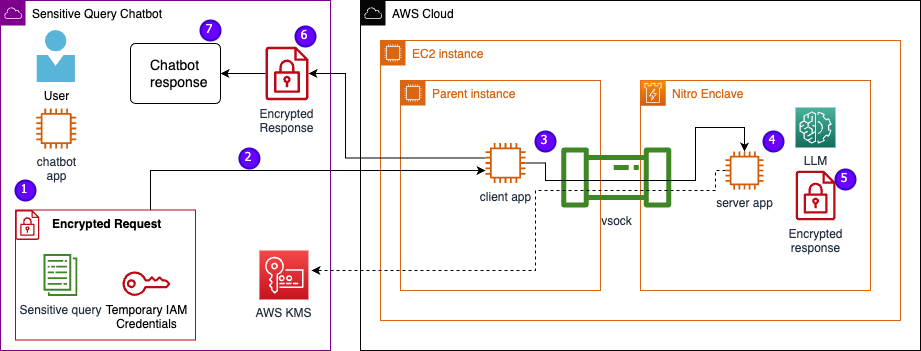 Sensitive Query Chatbot
AWS Cloud
7
6
EC2 instance
Chatbot
response
Parent instance
Nitro Enclave
User
Encrypted
Response
3
4
2
chatbot
app
LLM
1
client app
server app
5
vsock
Encrypted Request
Encrypted
response
Sensitive query
Temporary IAM
Credentials
AWS KMS